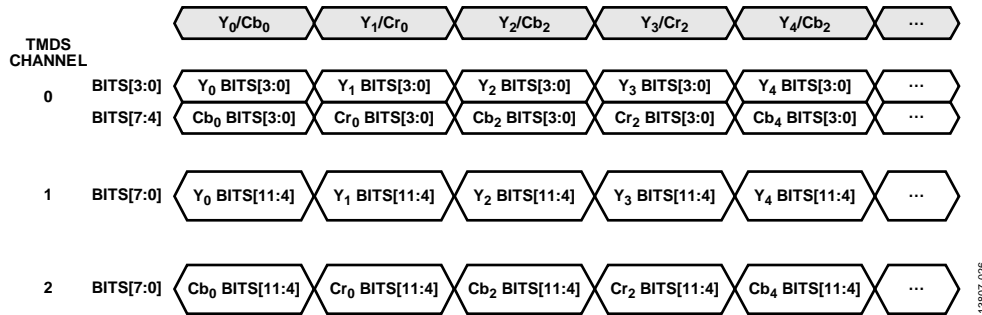 Y0/Cb0 Y1/Cr0 Y2/Cb2 Y3/Cr2 Y4/Cb2 ...
TMDS
CHANNEL
0
BITS[3:0] Y0 BITS[3:0] Y1 BITS[3:0] Y2 BITS[3:0] Y3 BITS[3:0] Y4 BITS[3:0] ...
BITS[7:4] Cb0 BITS[3:0] Cr0 BITS[3:0] Cb2 BITS[3:0] Cr2 BITS[3:0] Cb4 BITS[3:0] ...
1 BITS[7:0] Y0 BITS[11:4] Y1 BITS[11:4] Y2 BITS[11:4] Y3 BITS[11:4] Y4 BITS[11:4] ...
2 BITS[7:0] Cb0 BITS[11:4] Cr0 BITS[11:4] Cb2 BITS[11:4] Cr2 BITS[11:4] Cb4 BITS[11:4] ...
13807-026